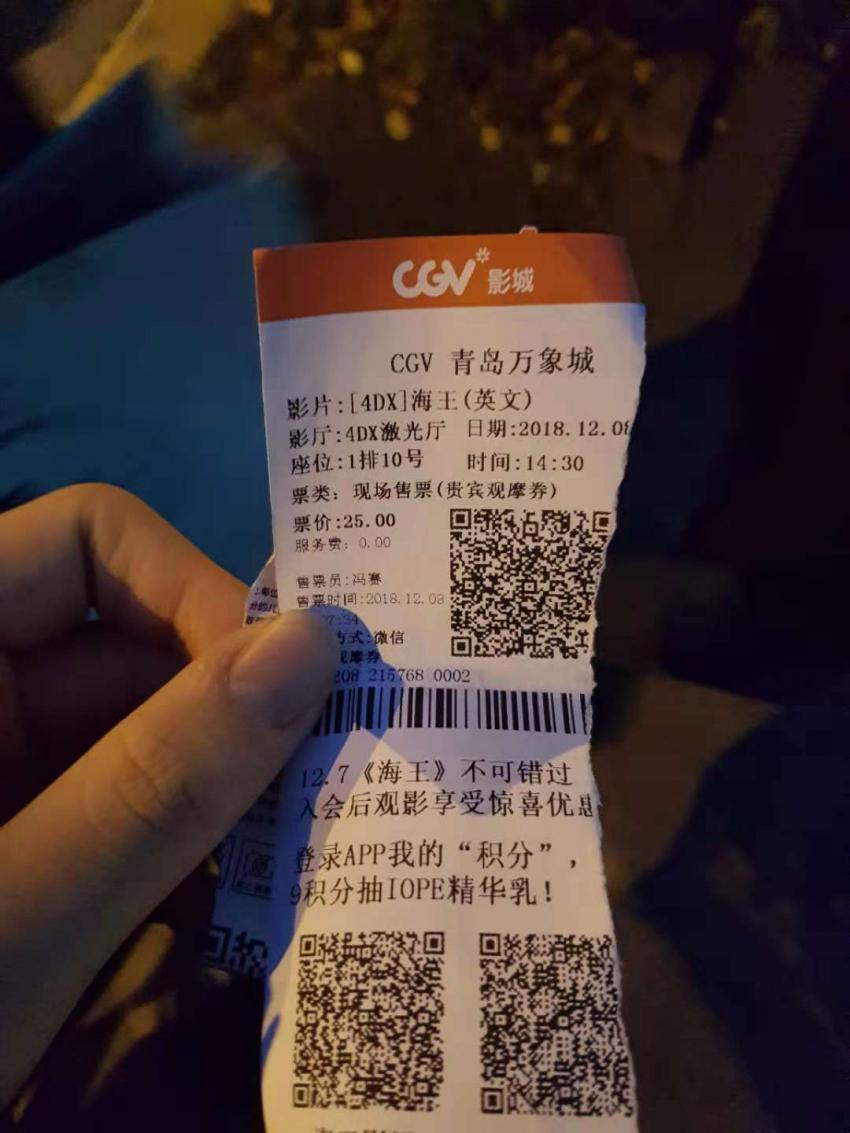 CGV 影城
CGV 青岛万象城
影片:[4DX]海王(英文)
影厅:4DX激光厅 日期:2018.12.08
座位:1排10号 时间:14:30
票类: 现场售票(贵宾观摩券)
票价:25.00
服务费: 0.00
售票员:冯赛
售票时间:2018.12.08
07:34
方式:微信
观摩券
208 215768 0002
12.7《海王》不可错过
入会后观影享受惊喜优惠
登录APP我的“积分”,
9积分抽IOPE精华乳!